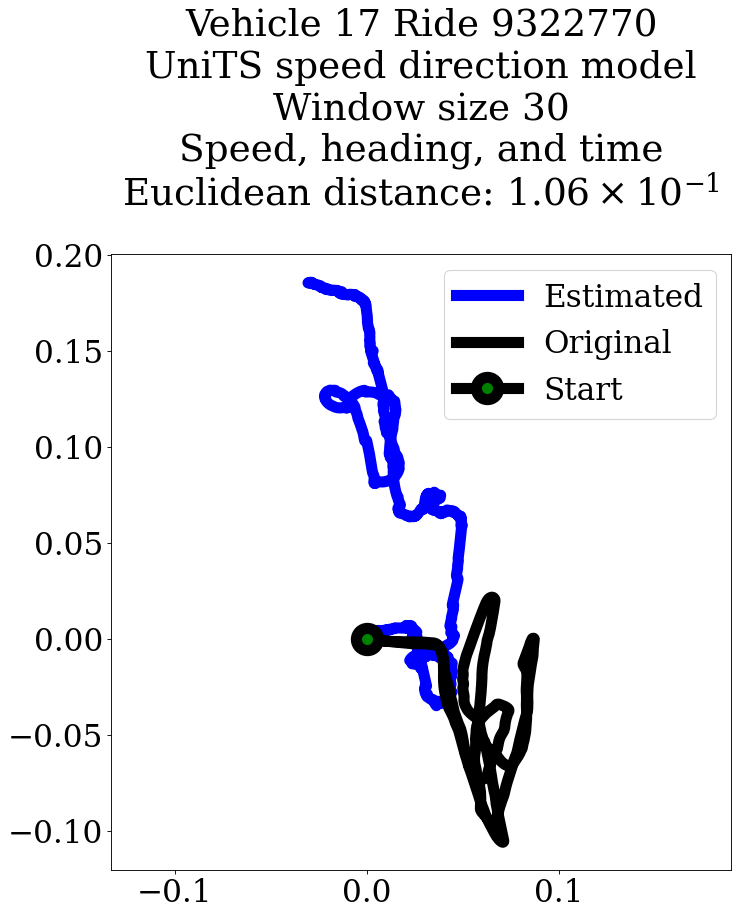 Vehicle 17 Ride 9322770
UniTS speed direction model
Window size 30
Speed, heading, and time
Euclidean distance: 1.06 × 10⁻¹
0.20
0.15
0.10
0.05
0.00
−0.05
−0.10
Estimated
Original
Start
−0.1
0.0
0.1